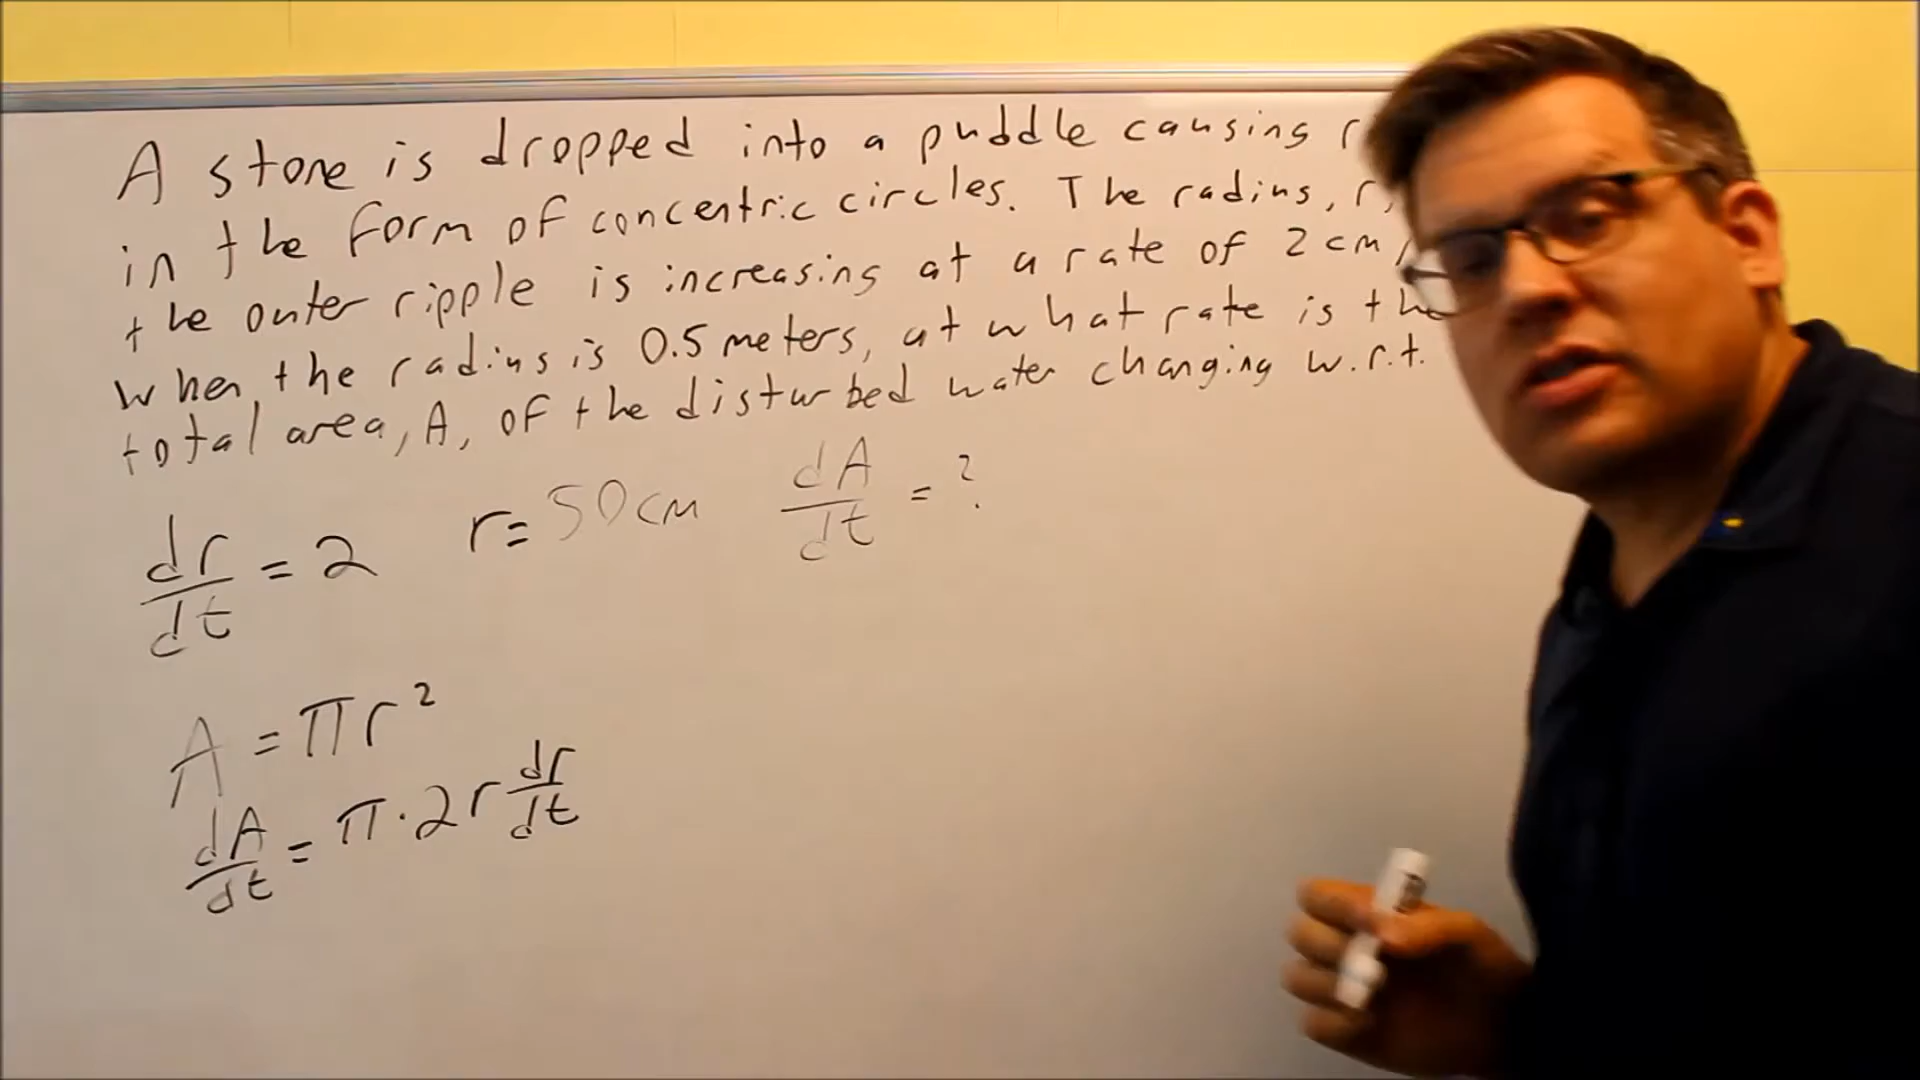 A stone is dropped into a puddle causing r
in the form of concentric circles. The radius, r,
the outer ripple is increasing at a rate of 2 cm/
When the radius is 0.5 meters, at what rate is the
total area, A, of the disturbed water changing w.r.t.
dr/dt = 2 r = 50cm dA/dt = ?
A = πr²
dA/dt = π · 2r dr/dt